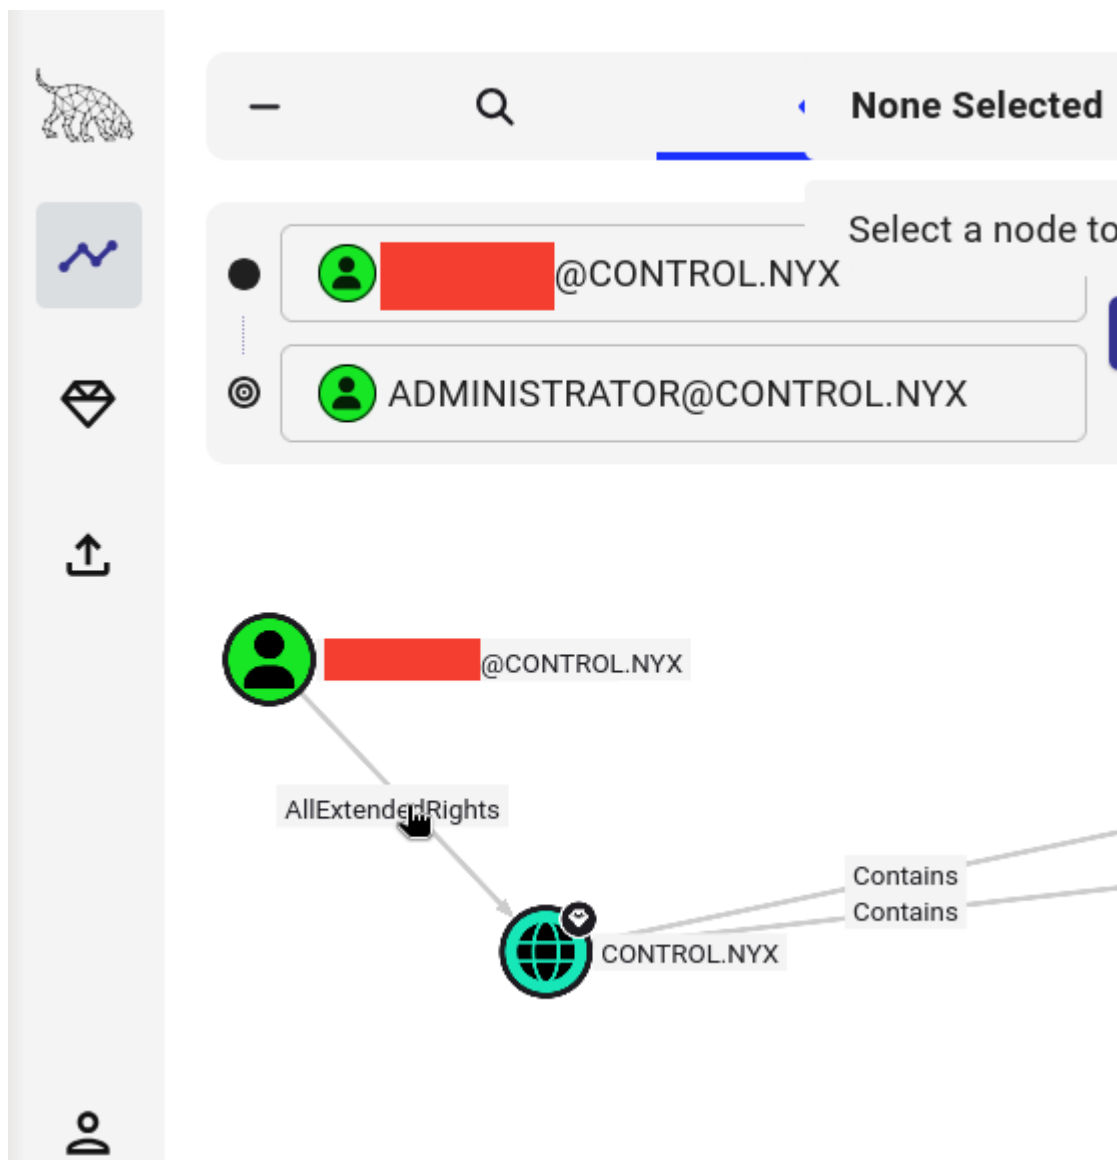 None Selected
Select a node to
@CONTROL.NYX
ADMINISTRATOR@CONTROL.NYX
@CONTROL.NYX
AllExtendedRights
Contains
Contains
CONTROL.NYX